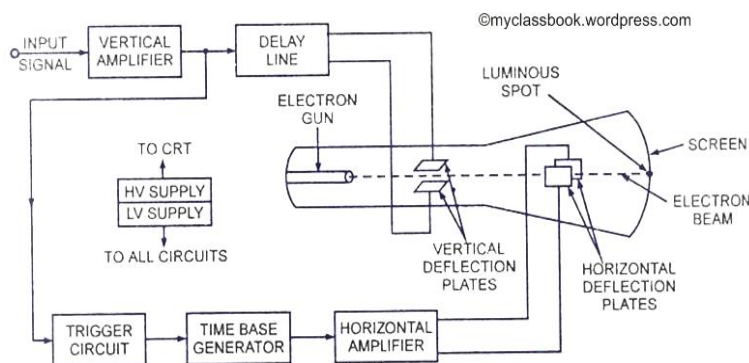 ©myclassbook.wordpress.com
INPUT
SIGNAL
VERTICAL
AMPLIFIER
DELAY
LINE
LUMINOUS
SPOT
ELECTRON
GUN
SCREEN
TO CRT
HV SUPPLY
LV SUPPLY
TO ALL CIRCUITS
ELECTRON
BEAM
VERTICAL
DEFLECTION
PLATES
HORIZONTAL
DEFLECTION
PLATES
TRIGGER
CIRCUIT
TIME BASE
GENERATOR
HORIZONTAL
AMPLIFIER